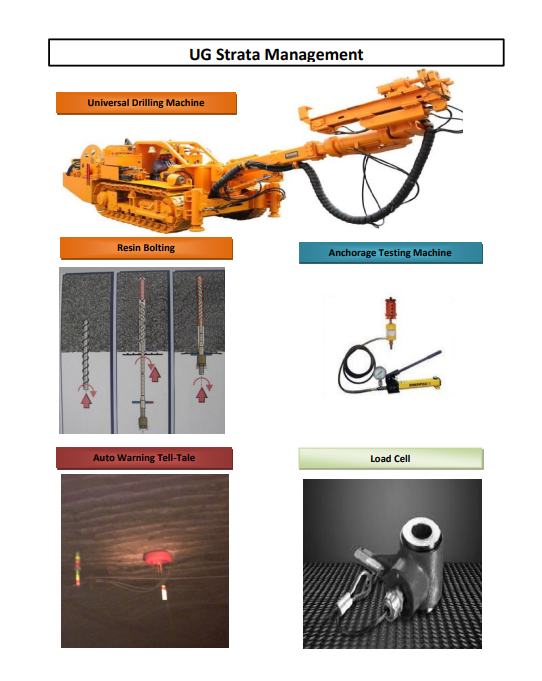 UG Strata Management
Universal Drilling Machine
Resin Bolting
Anchorage Testing Machine
Auto Warning Tell-Tale
Load Cell